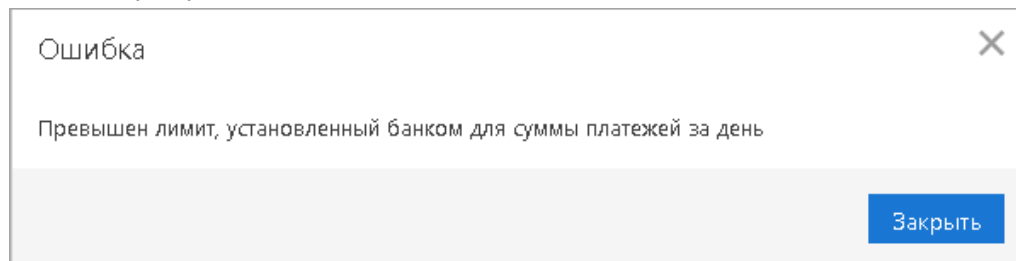 Ошибка
Превышен лимит, установленный банком для суммы платежей за день
Закрыть